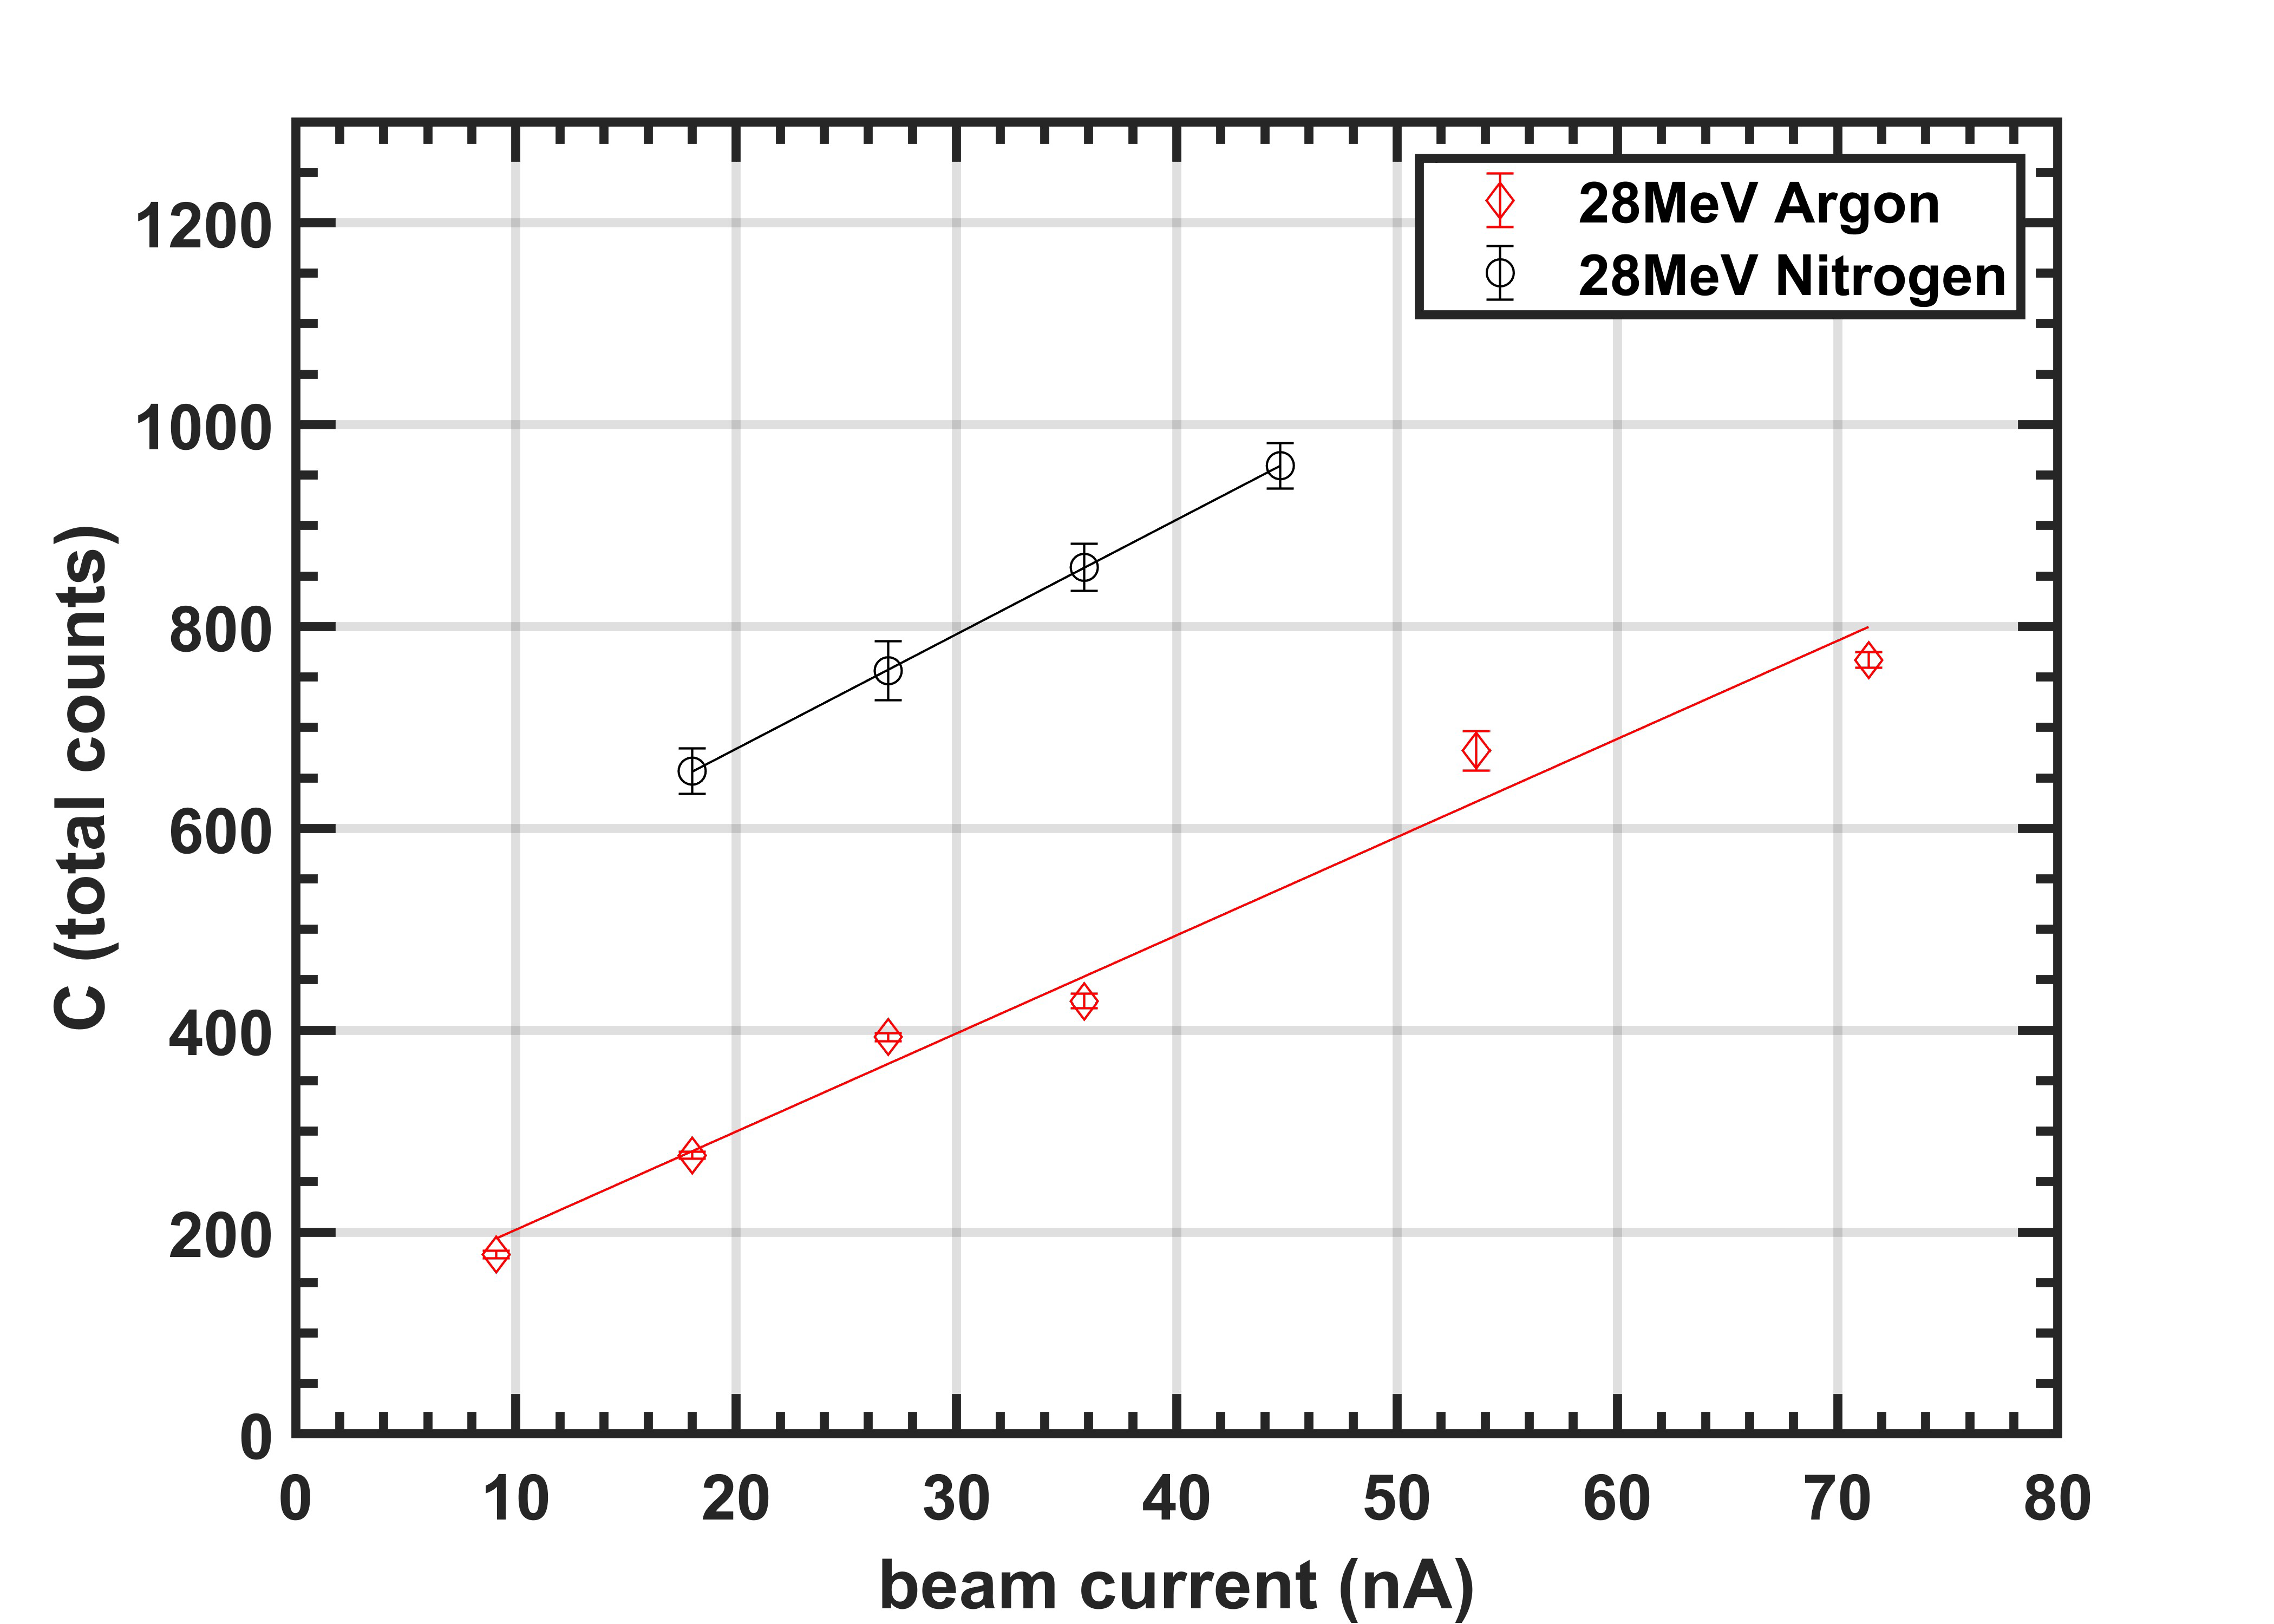 28MeV Argon
28MeV Nitrogen
1200
1000
800
600
400
200
0
C (total counts)
0 10 20 30 40 50 60 70 80
beam current (nA)